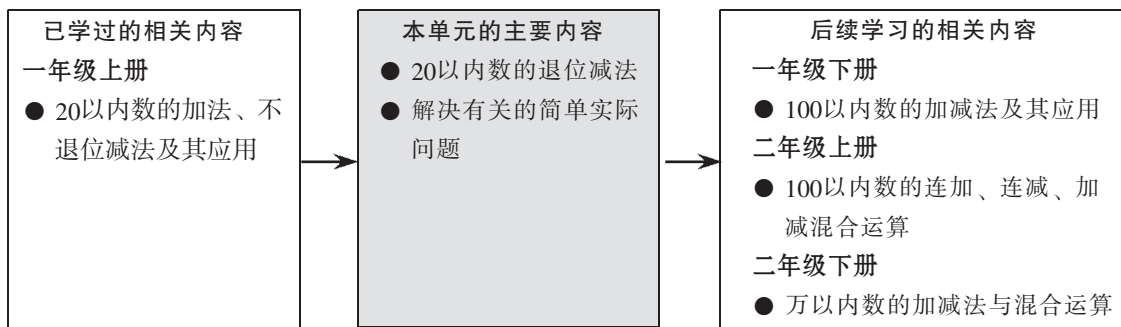 已学过的相关内容
一年级上册
● 20以内数的加法、不
退位减法及其应用
本单元的主要内容
● 20以内数的退位减法
● 解决有关的简单实际
问题
后续学习的相关内容
一年级下册
● 100以内数的加减法及其应用
二年级上册
● 100以内数的连加、连减、加
减混合运算
二年级下册
● 万以内数的加减法与混合运算